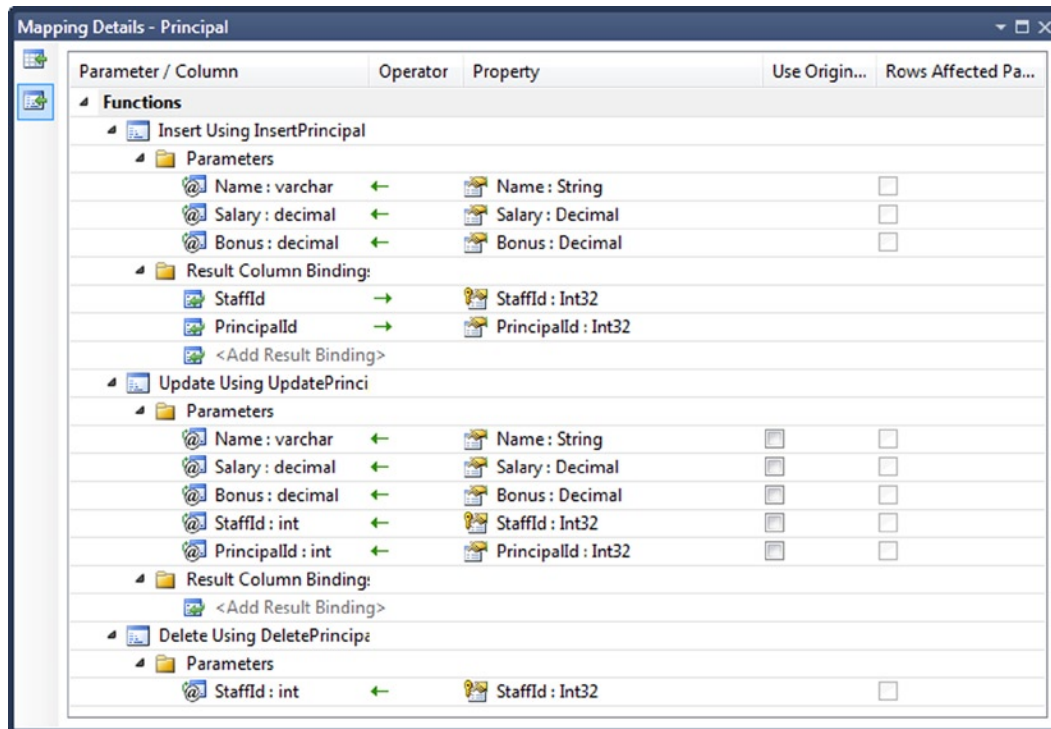 Mapping Details - Principal
Parameter / Column Operator Property Use Origin... Rows Affected Pa...
Functions
Insert Using InsertPrincipal
Parameters
Name : varchar ← Name : String
Salary : decimal ← Salary : Decimal
Bonus : decimal ← Bonus : Decimal
Result Column Bindings
StaffId → StaffId : Int32
PrincipalId → PrincipalId : Int32
<Add Result Binding>
Update Using UpdatePrinci
Parameters
Name : varchar ← Name : String
Salary : decimal ← Salary : Decimal
Bonus : decimal ← Bonus : Decimal
StaffId : int ← StaffId : Int32
PrincipalId : int ← PrincipalId : Int32
Result Column Bindings
<Add Result Binding>
Delete Using DeletePrincipa
Parameters
StaffId : int ← StaffId : Int32